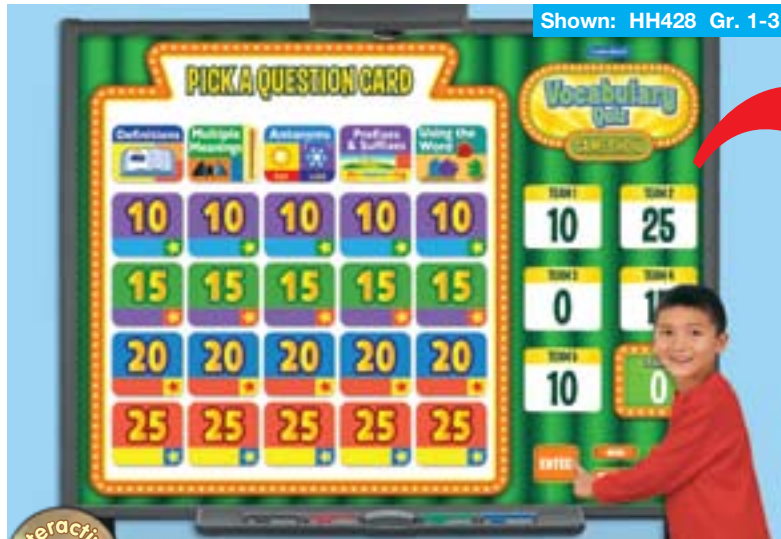 Shown: HH428 Gr. 1-3
PICK A QUESTION CARD
Vocabulary
Quiz
GAME SHOW
Definitions
Multiple
Meanings
Antonyms
Prefixes
& Suffixes
Using the
Word
10 10 10 10 10
15 15 15 15 15
20 20 20 20 20
25 25 25 25 25
TEAM 1 TEAM 2
10 25
TEAM 3 TEAM 4
0
TEAM 5
10 0
ENTER